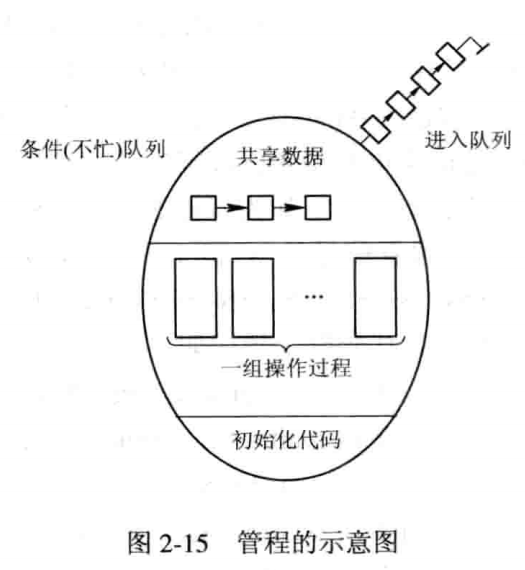 进入队列
条件(不忙)队列
共享数据
...
一组操作过程
初始化代码
图 2-15 管程的示意图